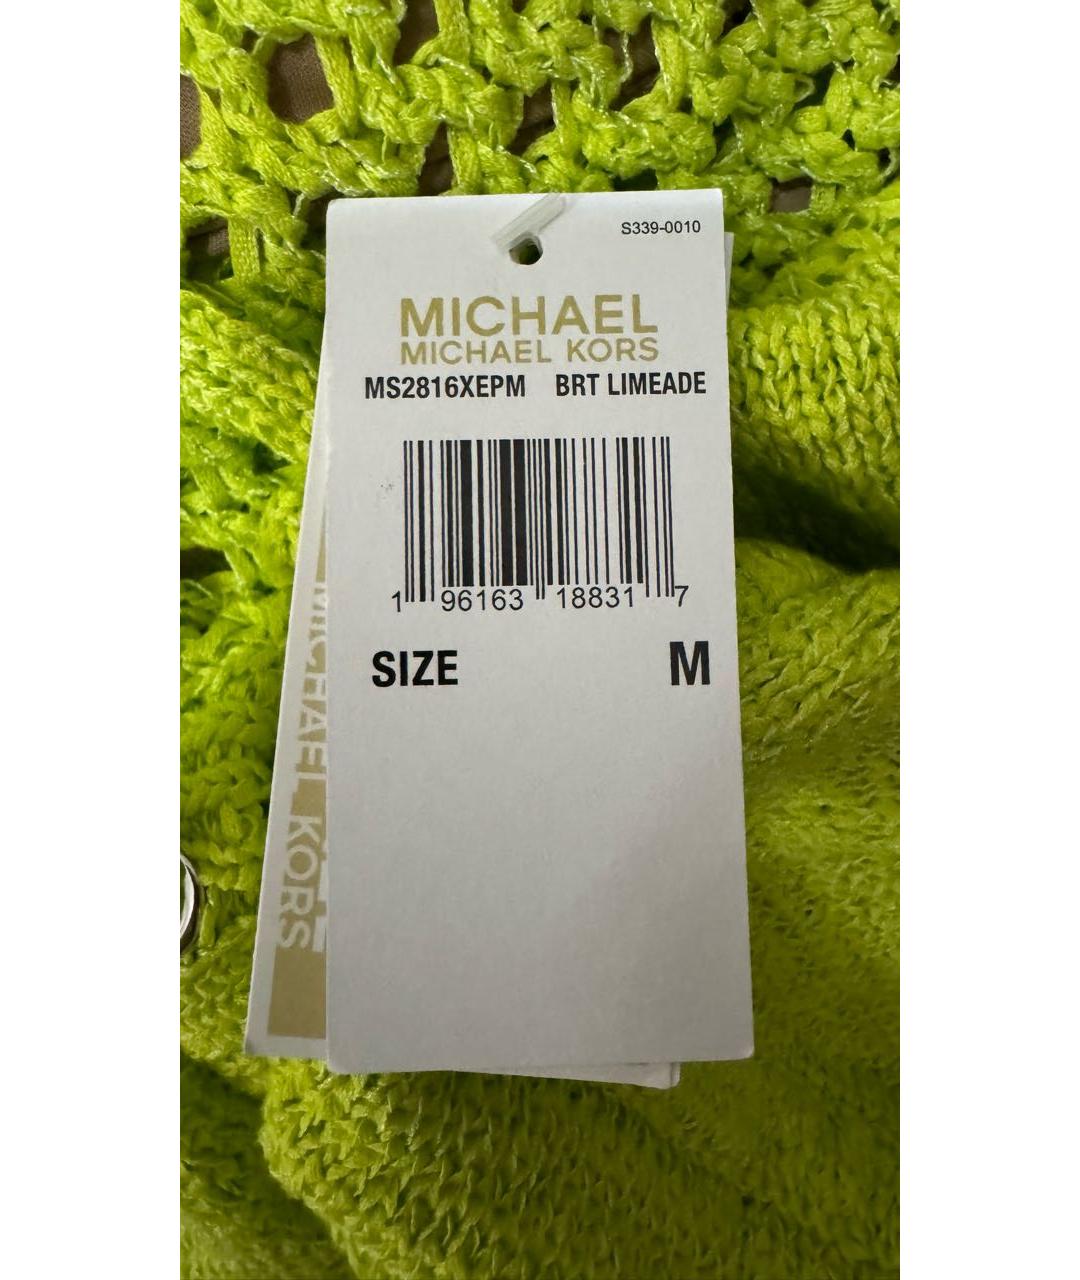 S339-0010
MICHAEL
MICHAEL KORS
MS2816XEPM BRT LIMEADE
1 96163 18831 7
SIZE M
MICHAEL KORS